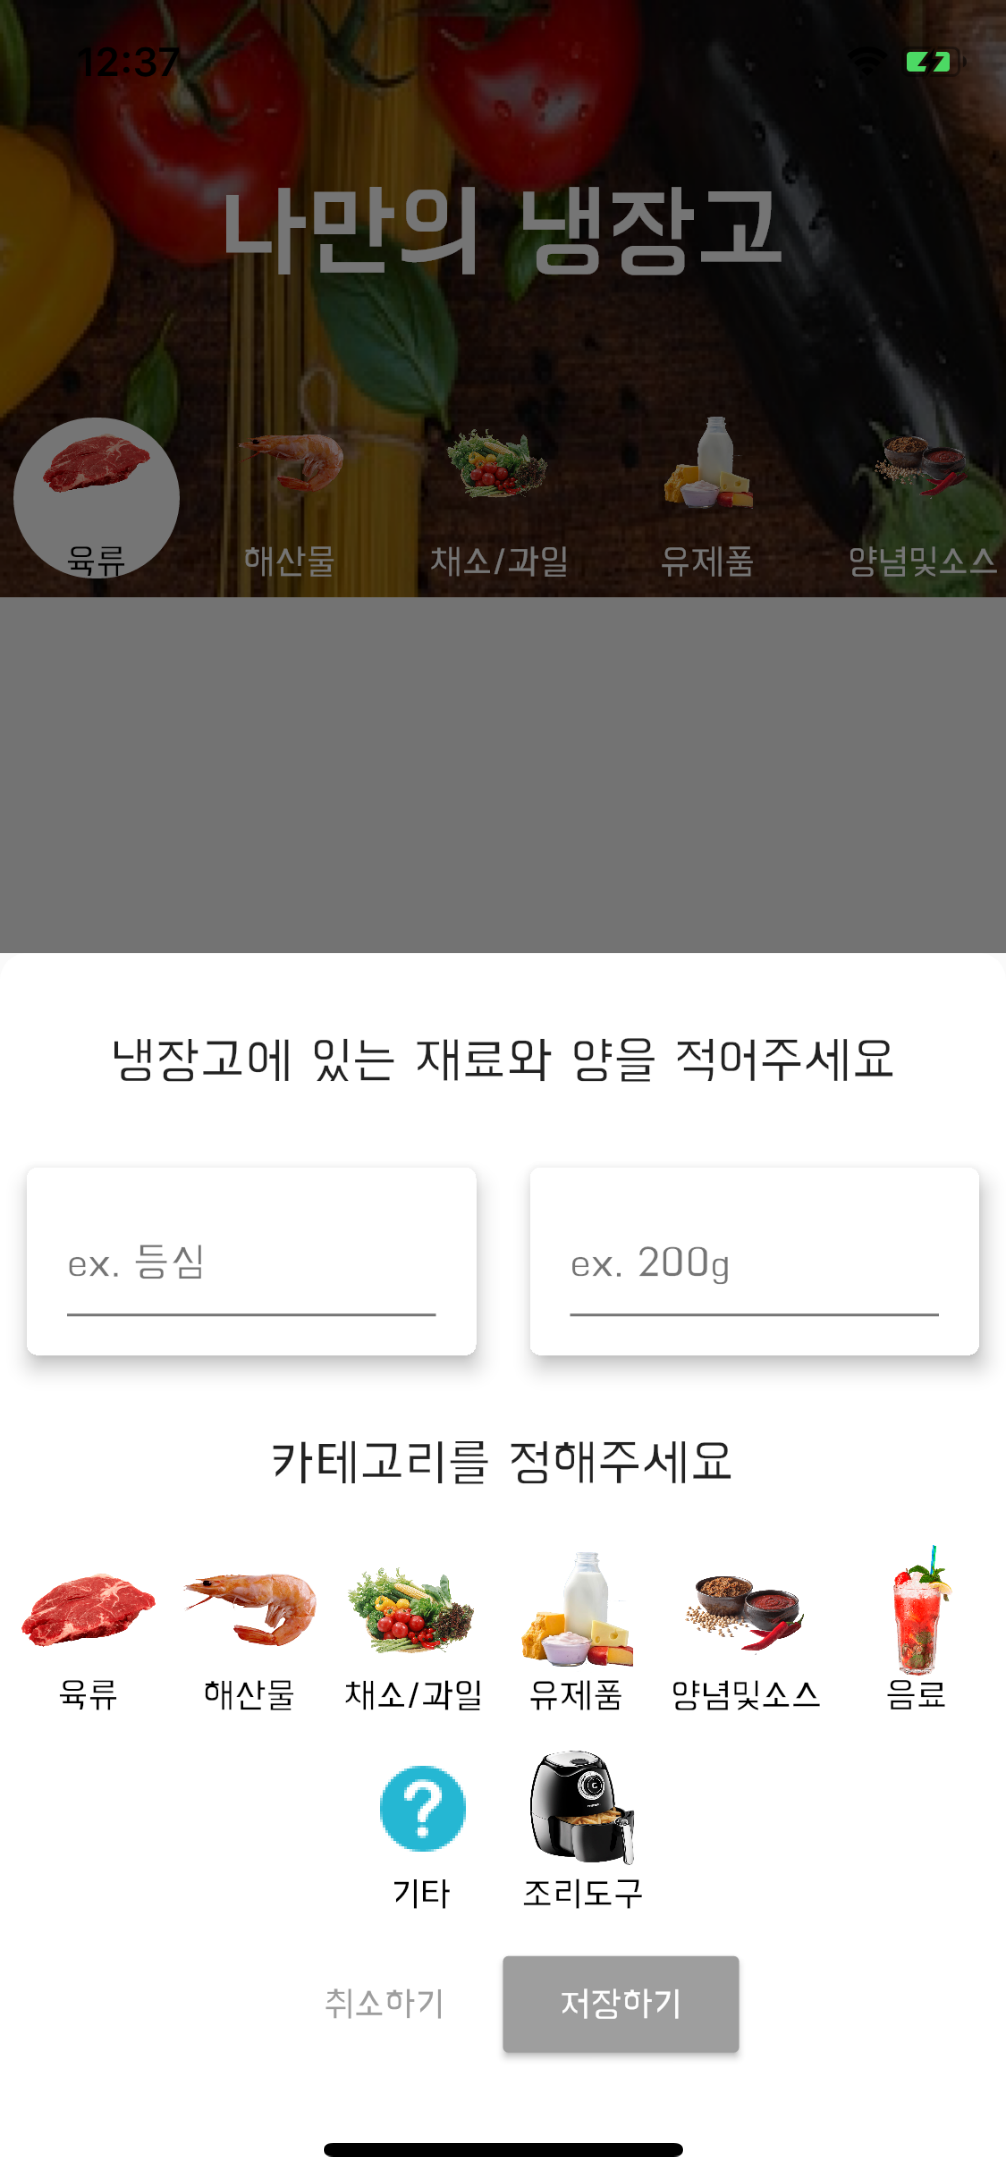 12:37
나만의 냉장고
육류 해산물 채소/과일 유제품 양념및소스
냉장고에 있는 재료와 양을 적어주세요
ex. 등심 ex. 200g
카테고리를 정해주세요
육류 해산물 채소/과일 유제품 양념및소스 음료
기타 조리도구
취소하기 저장하기